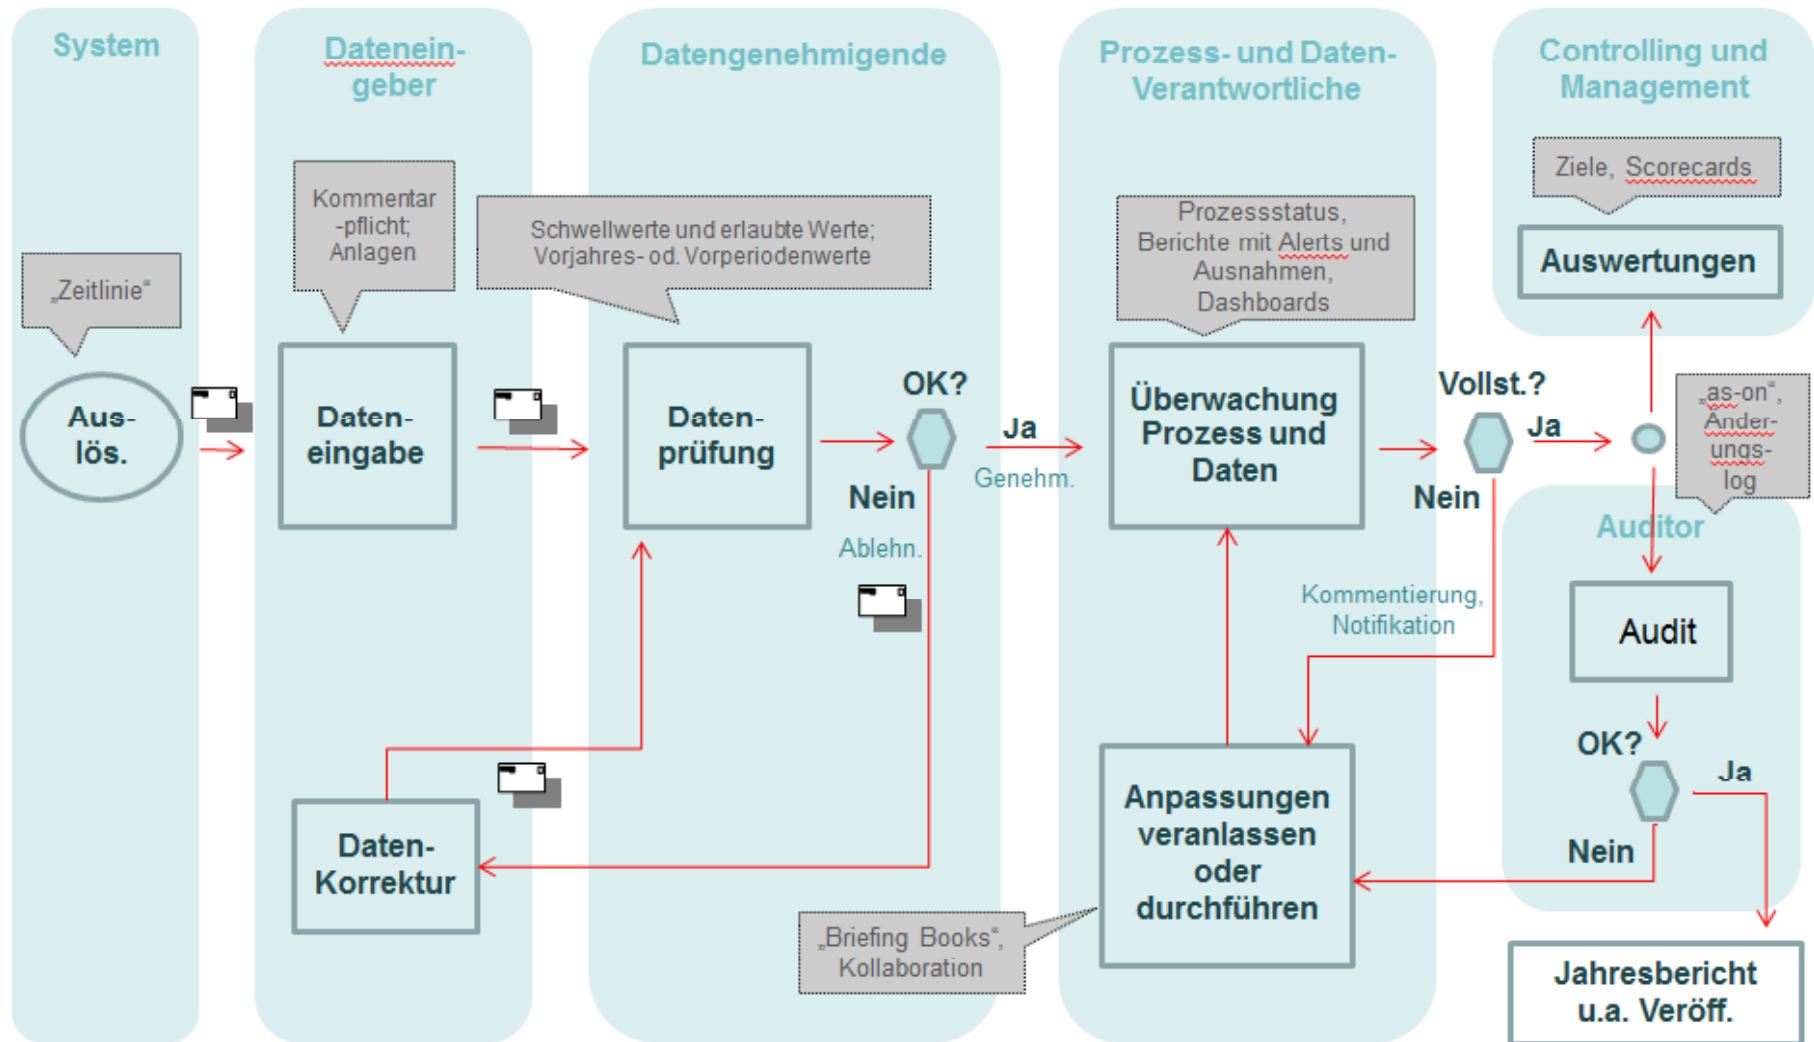 System
Datenein-
geber
Datengenehmigende
Prozess- und Daten-
Verantwortliche
Controlling und
Management
Ziele, Scorecards
Auswertungen
Kommentar
-pflicht;
Anlagen
Schwellwerte und erlaubte Werte;
Vorjahres- od. Vorperiodenwerte
Prozessstatus,
Berichte mit Alerts und
Ausnahmen,
Dashboards
„Zeitlinie“
Aus-
lös.
Daten-
eingabe
Daten-
prüfung
OK?
Ja
Genehm.
Nein
Ablehn.
Überwachung
Prozess und
Daten
Vollst.?
Ja
Nein
„as-on“,
Änder-
ungs-
log
Kommentierung,
Notifikation
Auditor
Audit
OK?
Ja
Nein
Daten-
Korrektur
Anpassungen
veranlassen
oder
durchführen
„Briefing Books“,
Kollaboration
Jahresbericht
u.a. Veröff.